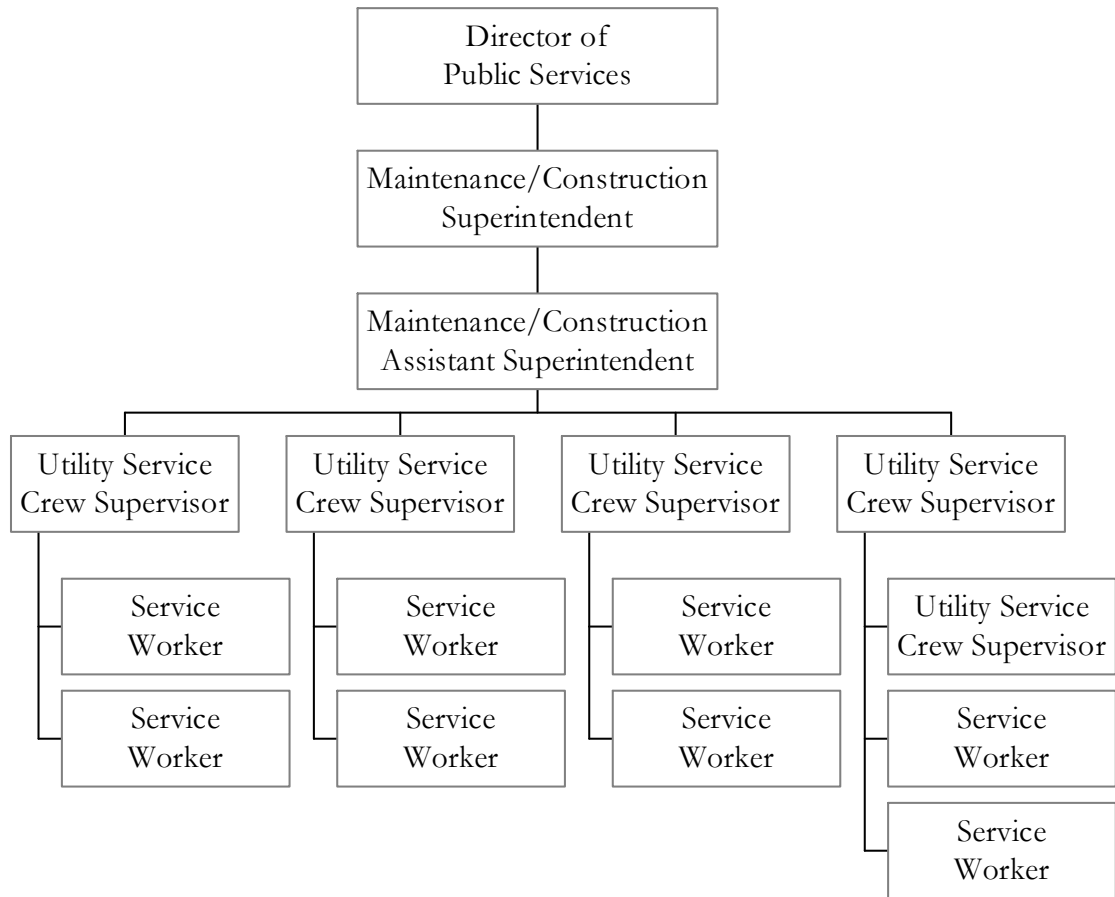 Director of
Public Services
Maintenance/Construction
Superintendent
Maintenance/Construction
Assistant Superintendent
Utility Service
Crew Supervisor
Utility Service
Crew Supervisor
Utility Service
Crew Supervisor
Utility Service
Crew Supervisor
Service
Worker
Service
Worker
Service
Worker
Utility Service
Crew Supervisor
Service
Worker
Service
Worker
Service
Worker
Service
Worker
Service
Worker